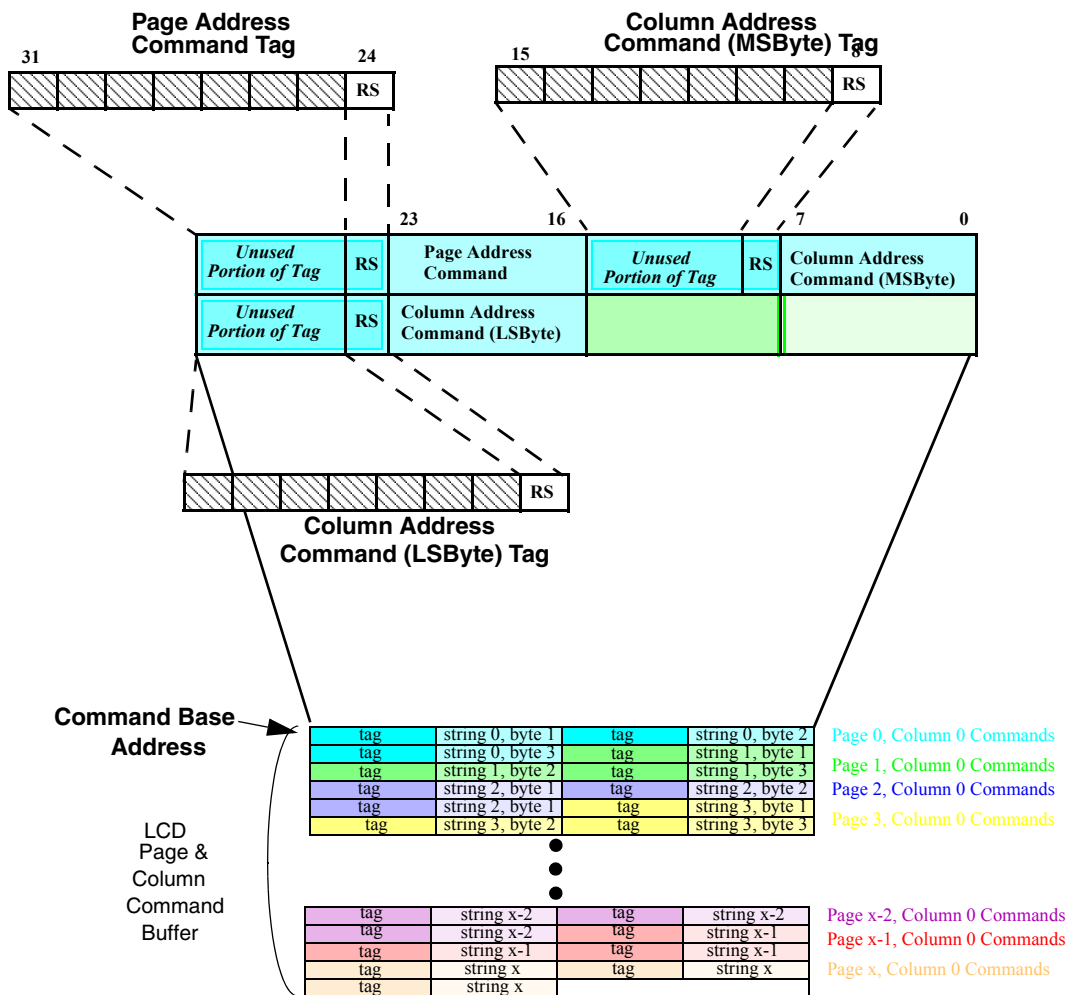 Page Address
Command Tag
31
24
RS
Column Address
Command (MSByte) Tag
15
8
RS
23
16
7
0
Unused
Portion of Tag
RS
Page Address
Command
Unused
Portion of Tag
RS
Column Address
Command (MSByte)
Unused
Portion of Tag
RS
Column Address
Command (LSByte)
RS
Column Address
Command (LSByte) Tag
Command Base
Address
tag string 0, byte 1 tag string 0, byte 2 Page 0, Column 0 Commands
tag string 0, byte 3 tag string 1, byte 1
tag string 1, byte 2 tag string 1, byte 3 Page 1, Column 0 Commands
tag string 2, byte 1 tag string 2, byte 2 Page 2, Column 0 Commands
tag string 2, byte 1 tag string 3, byte 1
tag string 3, byte 2 tag string 3, byte 3 Page 3, Column 0 Commands
LCD
Page &
Column
Command
Buffer
tag string x-2 tag string x-2 Page x-2, Column 0 Commands
tag string x-2 tag string x-1
tag string x-1 tag string x-1 Page x-1, Column 0 Commands
tag string x tag string x Page x, Column 0 Commands
tag string x